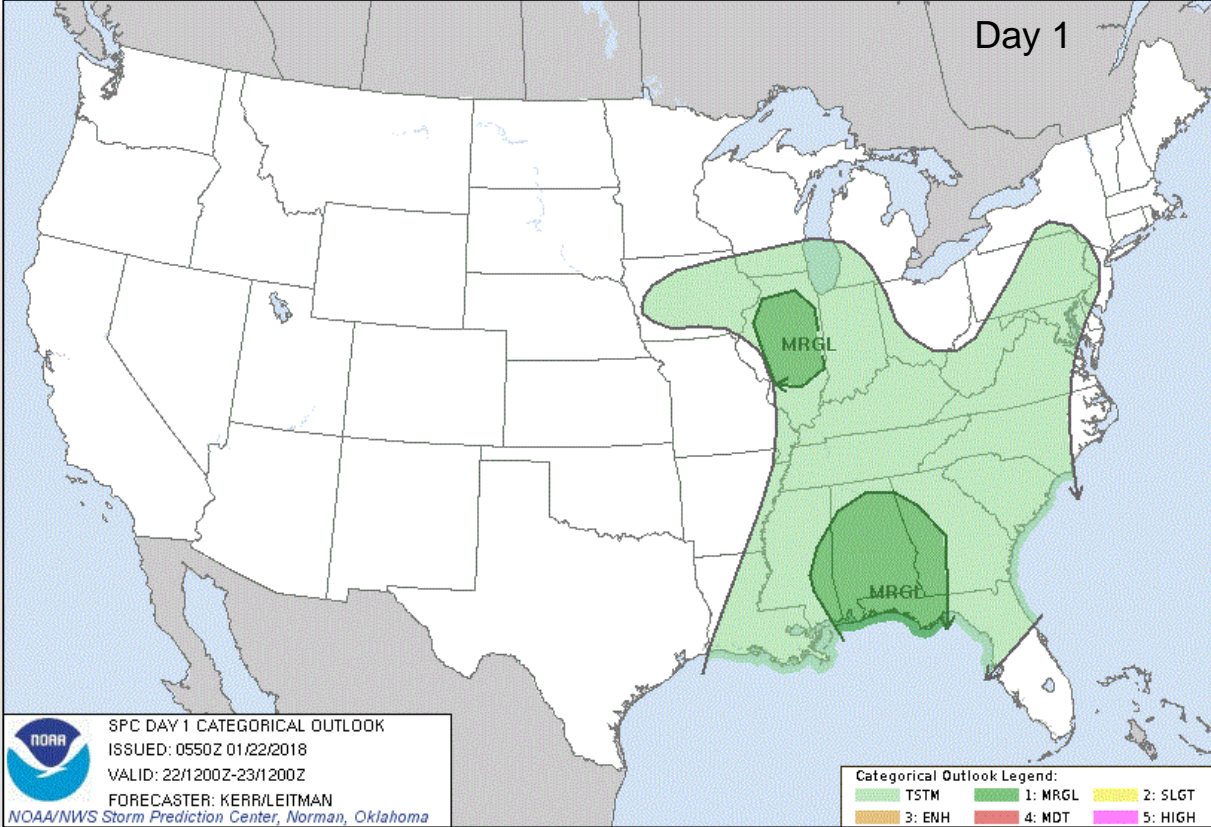 Day 1
MRGL
MRGL
NOAA
SPC DAY 1 CATEGORICAL OUTLOOK
ISSUED: 0550Z 01/22/2018
VALID: 22/1200Z-23/1200Z
FORECASTER: KERR/LEITMAN
NOAA/NWS Storm Prediction Center, Norman, Oklahoma
Categorical Outlook Legend:
TSTM 1: MRGL 2: SLGT
3: ENH 4: MDT 5: HIGH